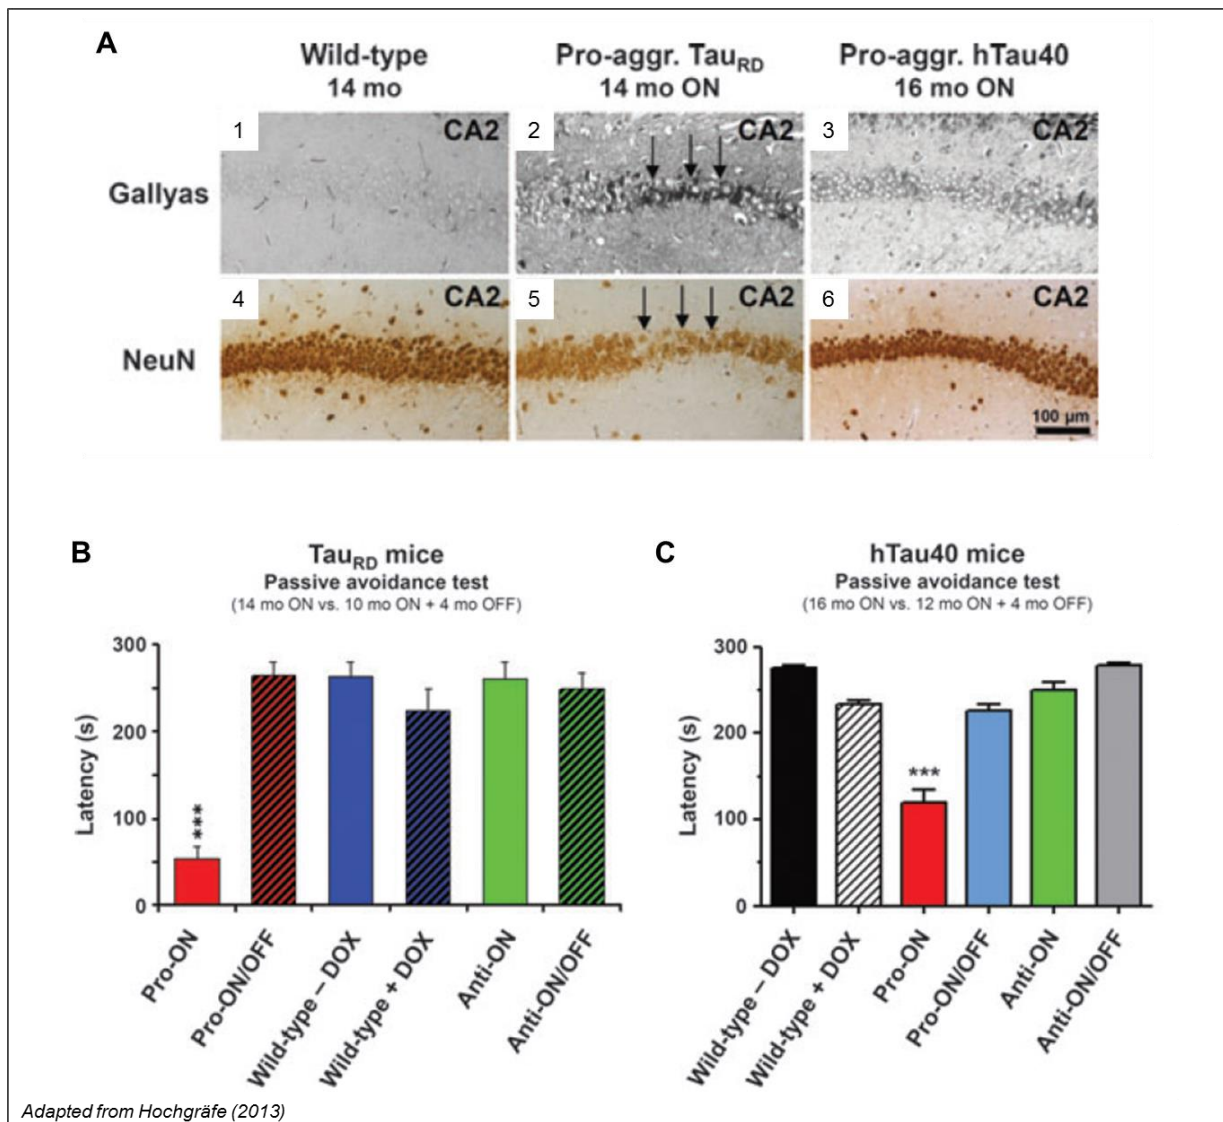 A
Wild-type
14 mo
Pro-aggr. TauRD
14 mo ON
Pro-aggr. hTau40
16 mo ON
Gallyas
1
CA2
2
CA2
3
CA2
NeuN
4
CA2
5
CA2
6
CA2
100 µm
B
TauRD mice
Passive avoidance test
(14 mo ON vs. 10 mo ON + 4 mo OFF)
Latency (s)
300
200
100
0
***
Pro-ON
Pro-ON/OFF
Wild-type – DOX
Wild-type + DOX
Anti-ON
Anti-ON/OFF
C
hTau40 mice
Passive avoidance test
(16 mo ON vs. 12 mo ON + 4 mo OFF)
Latency (s)
300
200
100
0
***
Wild-type – DOX
Wild-type + DOX
Pro-ON
Pro-ON/OFF
Anti-ON
Anti-ON/OFF
Adapted from Hochgräfe (2013)